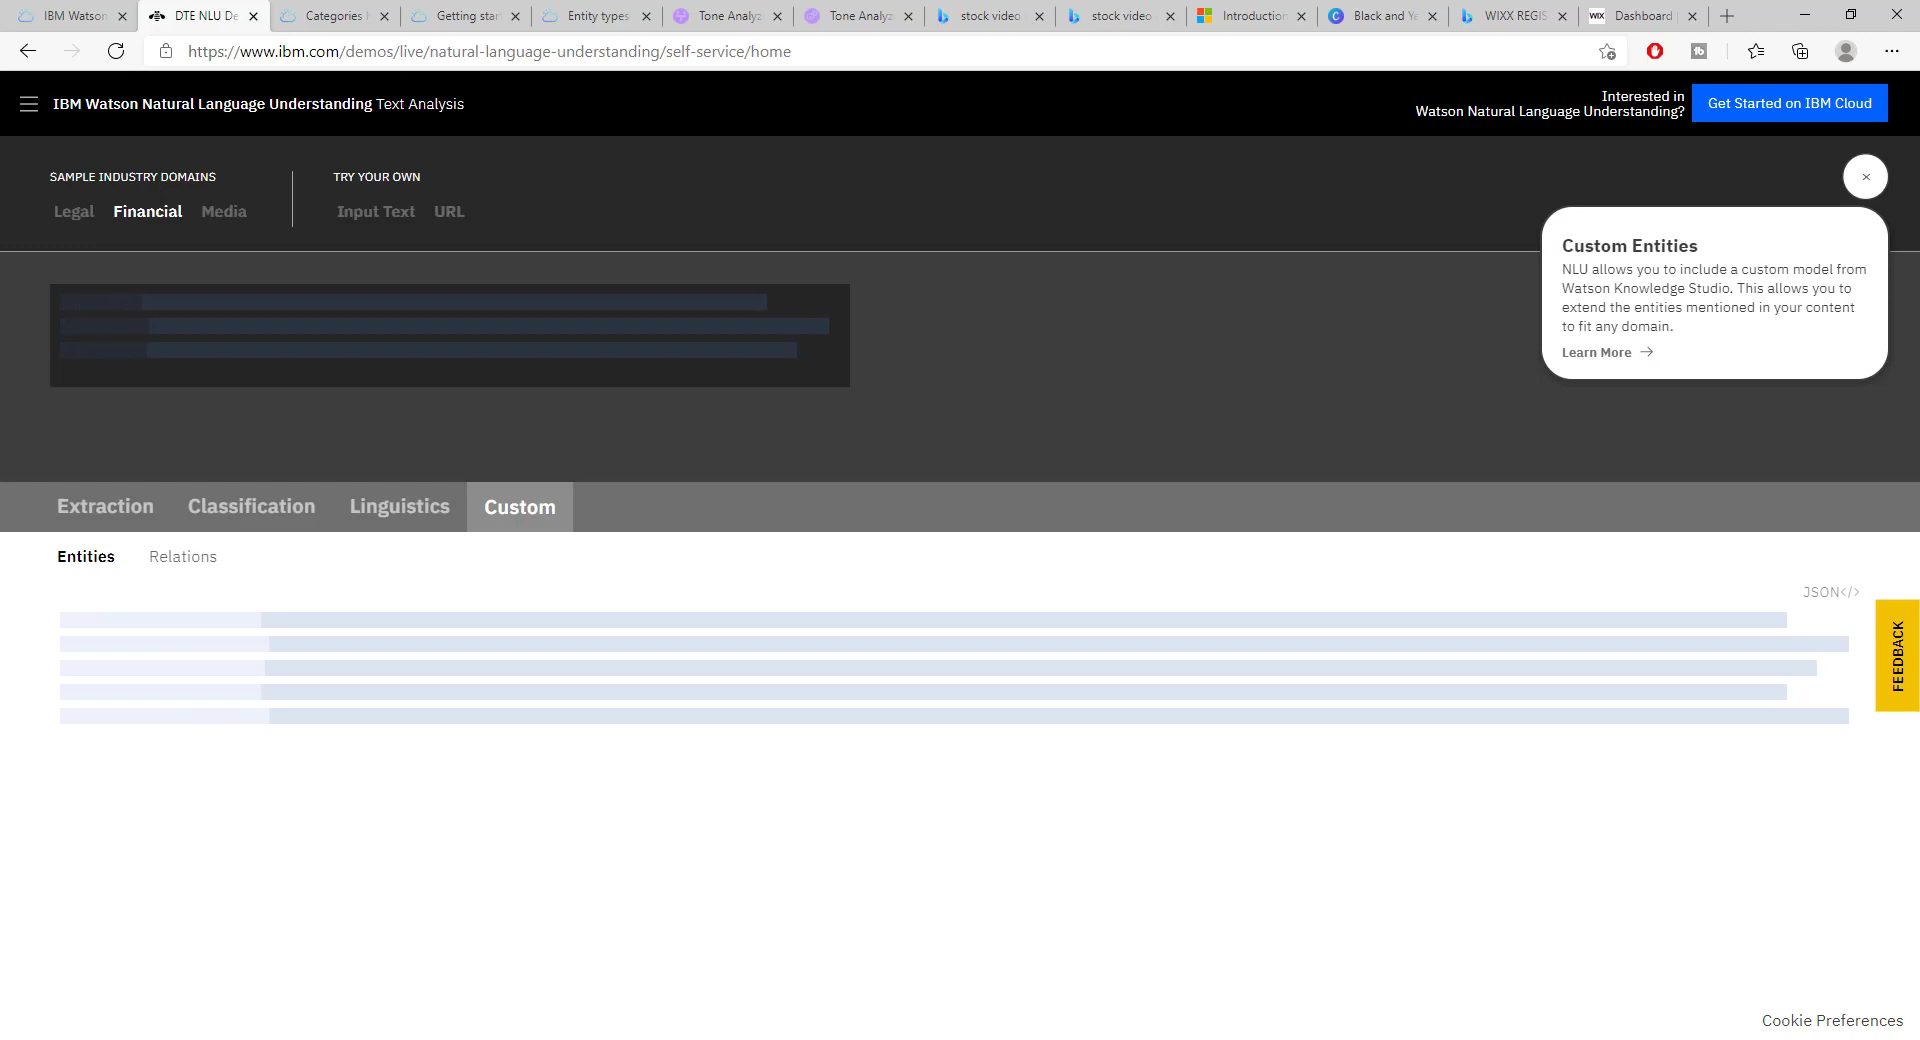 IBM Watson
DTE NLU De
Categories
Getting star
Entity types
Tone Analyz
Tone Analyz
stock video
stock video
Introduction
Black and Ye
WIXX REGIS
WIX Dashboard
https://www.ibm.com/demos/live/natural-language-understanding/self-service/home
IBM Watson Natural Language Understanding Text Analysis
Interested in
Watson Natural Language Understanding?
Get Started on IBM Cloud
SAMPLE INDUSTRY DOMAINS
TRY YOUR OWN
Legal Financial Media
Input Text URL
Custom Entities
NLU allows you to include a custom model from
Watson Knowledge Studio. This allows you to
extend the entities mentioned in your content
to fit any domain.
Learn More
Extraction Classification Linguistics Custom
Entities Relations
JSON</>
FEEDBACK
Cookie Preferences